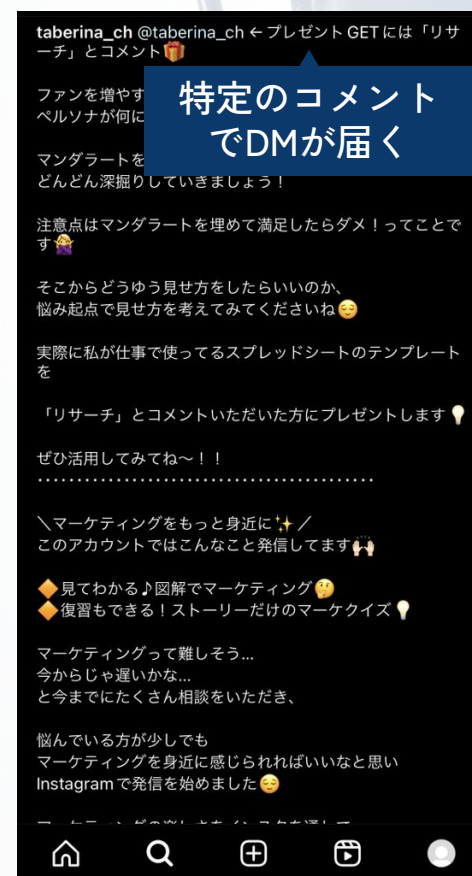 taberina_ch @taberina_ch ← プレゼント GET には「リサ
ーチ」とコメント🎁
特定のコメント
でDMが届く
ファンを増やす
ペルソナが何に
マンダラートを
どんどん深掘りしていきましょう！
注意点はマンダラートを埋めて満足したらダメ！ってことで
す🙅‍♀️
そこからどうゆう見せ方をしたらいいのか、
悩み起点で見せ方を考えてみてくださいね😌
実際に私が仕事で使ってるスプレッドシートのテンプレート
を
「リサーチ」とコメントいただいた方にプレゼントします💡
ぜひ活用してみてね〜！！
‥‥‥‥‥‥‥‥‥‥‥‥‥‥‥‥‥‥‥‥‥
＼マーケティングをもっと身近に✨／
このアカウントではこんなこと発信してます🙌🏻
🔶見てわかる♪図解でマーケティング🤔
🔶復習もできる！ストーリーだけのマーケクイズ💡
マーケティングって難しそう...
今からじゃ遅いかな...
と今までにたくさん相談をいただき、
悩んでいる方が少しでも
マーケティングを身近に感じられればいいなと思い
Instagram で発信を始めました😊